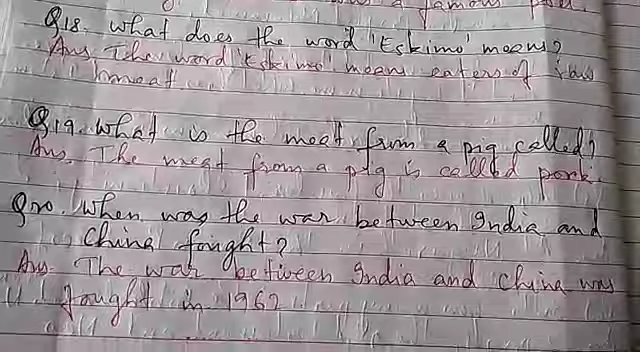 a famous
Q18. What does the word 'Eskimo' means?
Ans. The word 'Eskimo' mean eaters of raw
meat
Q19. What is the meat from a pig called?
Ans. The meat from a pig is called pork.
Q20. When was the war between India and
China fought?
Ans. The war between India and China was
fought in 1962